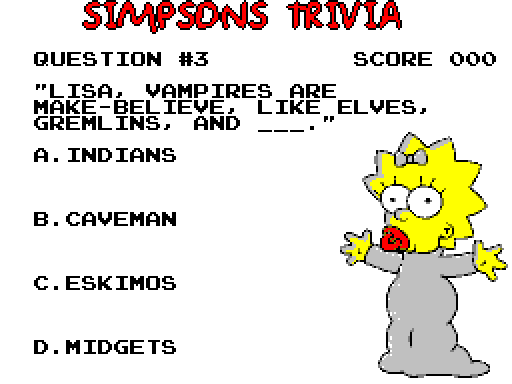 SIMPSONS TRIVIA
QUESTION #3 SCORE 000
"LISA, VAMPIRES ARE
MAKE-BELIEVE, LIKE ELVES,
GREMLINS, AND ___."
A.INDIANS
B.CAVEMAN
C.ESKIMOS
D.MIDGETS